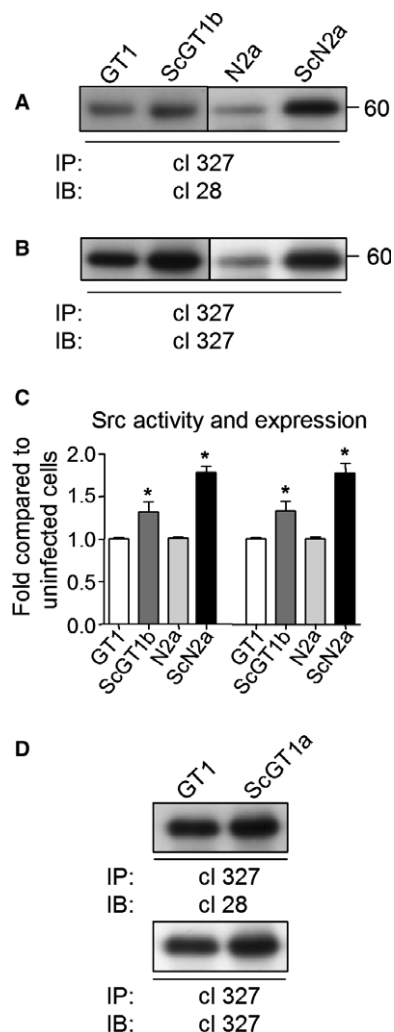 A
GT1 ScGT1b N2a ScN2a
60
IP: cl 327
IB: cl 28
B
60
IP: cl 327
IB: cl 327
C
Src activity and expression
Fold compared to
uninfected cells
2.0
1.5
1.0
0.5
0.0
* * * *
GT1 ScGT1b N2a ScN2a GT1 ScGT1b N2a ScN2a
D
GT1 ScGT1a
IP: cl 327
IB: cl 28
IP: cl 327
IB: cl 327